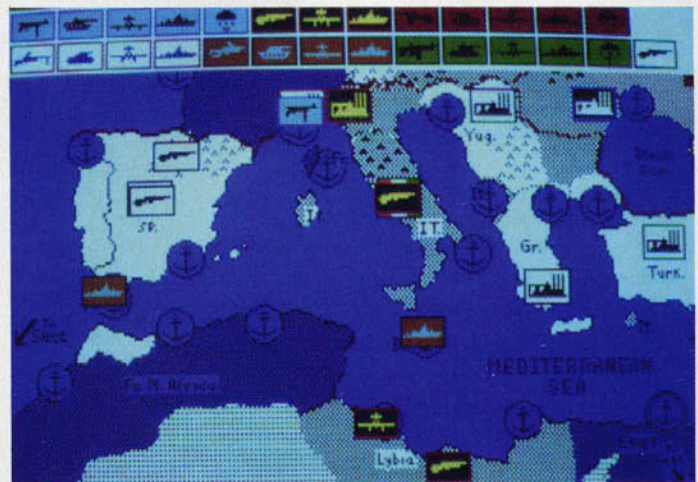 Yug.
Black
Sea
SP.
I
IT.
Gr.
Turk.
To
Suez
MEDITERRANEAN
SEA
Fr. N. Africa
Lybia
Egypt